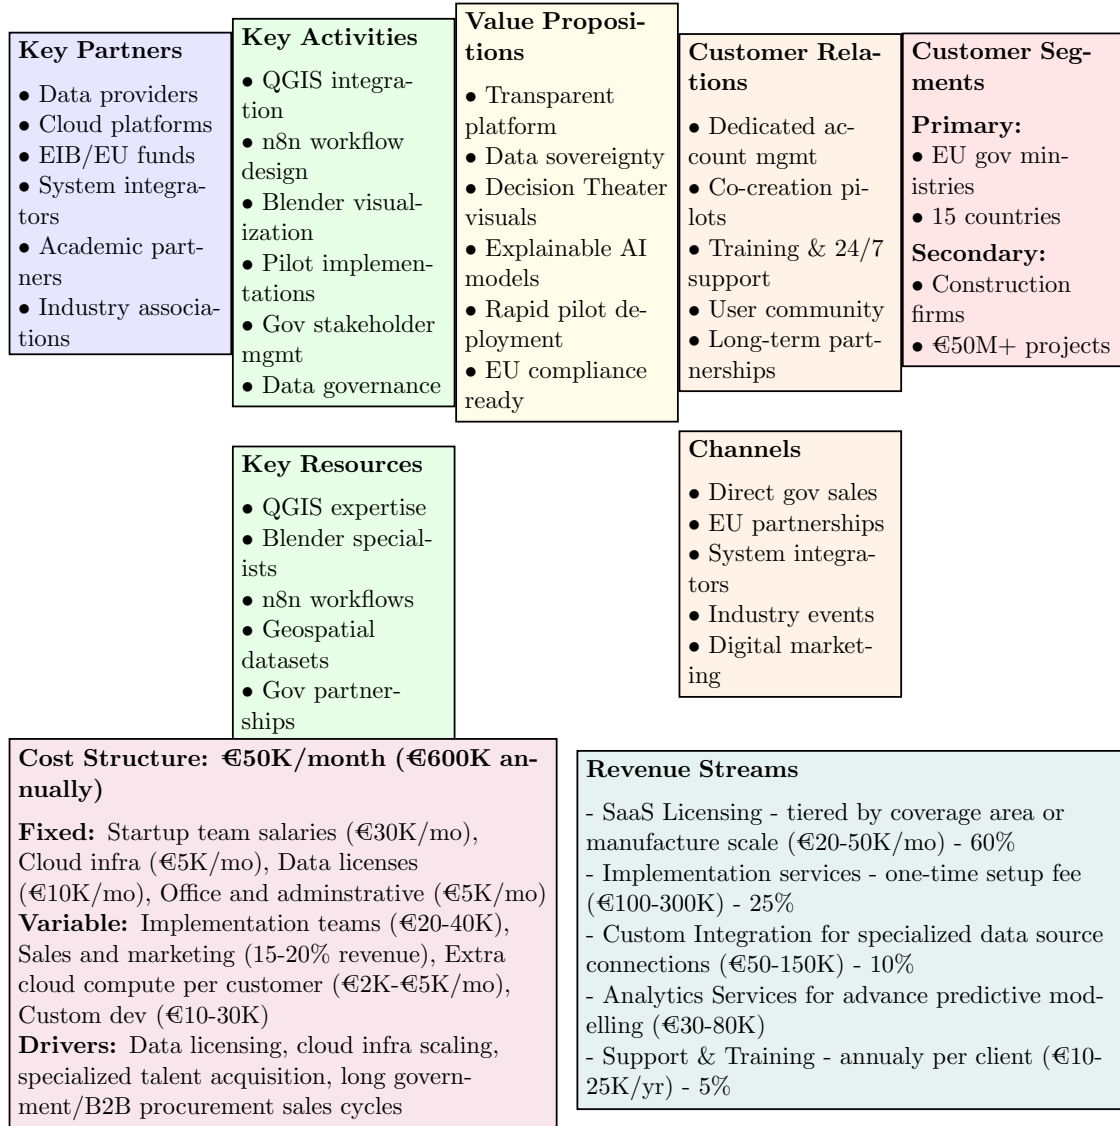 Key Partners
• Data providers
• Cloud platforms
• EIB/EU funds
• System integra-
tors
• Academic part-
ners
• Industry associa-
tions
Key Activities
• QGIS integra-
tion
• n8n workflow
design
• Blender visual-
ization
• Pilot implemen-
tations
• Gov stakeholder
mgmt
• Data governance
Value Proposi-
tions
• Transparent
platform
• Data sovereignty
• Decision Theater
visuals
• Explainable AI
models
• Rapid pilot de-
ployment
• EU compliance
ready
Customer Rela-
tions
• Dedicated ac-
count mgmt
• Co-creation pi-
lots
• Training & 24/7
support
• User community
• Long-term part-
nerships
Customer Seg-
ments
Primary:
• EU gov min-
istries
• 15 countries
Secondary:
• Construction
firms
• €50M+ projects
Key Resources
• QGIS expertise
• Blender special-
ists
• n8n workflows
• Geospatial
datasets
• Gov partner-
ships
Channels
• Direct gov sales
• EU partnerships
• System integra-
tors
• Industry events
• Digital market-
ing
Cost Structure: €50K/month (€600K an-
nually)
Fixed: Startup team salaries (€30K/mo),
Cloud infra (€5K/mo), Data licenses
(€10K/mo), Office and adminstrative (€5K/mo)
Variable: Implementation teams (€20-40K),
Sales and marketing (15-20% revenue), Extra
cloud compute per customer (€2K-€5K/mo),
Custom dev (€10-30K)
Drivers: Data licensing, cloud infra scaling,
specialized talent acquisition, long govern-
ment/B2B procurement sales cycles
Revenue Streams
- SaaS Licensing - tiered by coverage area or
manufacture scale (€20-50K/mo) - 60%
- Implementation services - one-time setup fee
(€100-300K) - 25%
- Custom Integration for specialized data source
connections (€50-150K) - 10%
- Analytics Services for advance predictive mod-
elling (€30-80K)
- Support & Training - annualy per client (€10-
25K/yr) - 5%